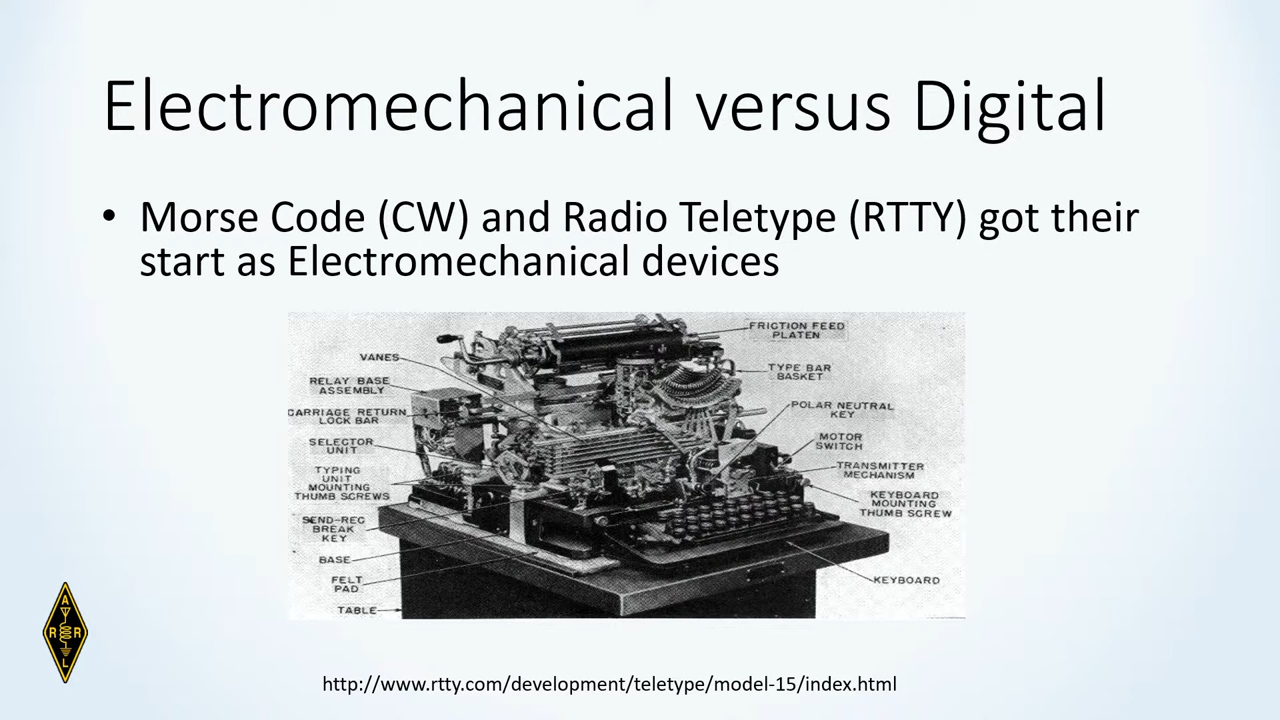 Electromechanical versus Digital
• Morse Code (CW) and Radio Teletype (RTTY) got their
start as Electromechanical devices
VANES
RELAY BASE
ASSEMBLY
CARRIAGE RETURN
LOCK BAR
SELECTOR
UNIT
TYPING
UNIT
MOUNTING
THUMB SCREWS
SEND-REC
BREAK
KEY
BASE
FELT
PAD
TABLE
FRICTION FEED
PLATEN
TYPE BAR
BASKET
POLAR NEUTRAL
KEY
MOTOR
SWITCH
TRANSMITTER
MECHANISM
KEYBOARD
MOUNTING
THUMB SCREW
KEYBOARD
A
R R
L
http://www.rtty.com/development/teletype/model-15/index.html